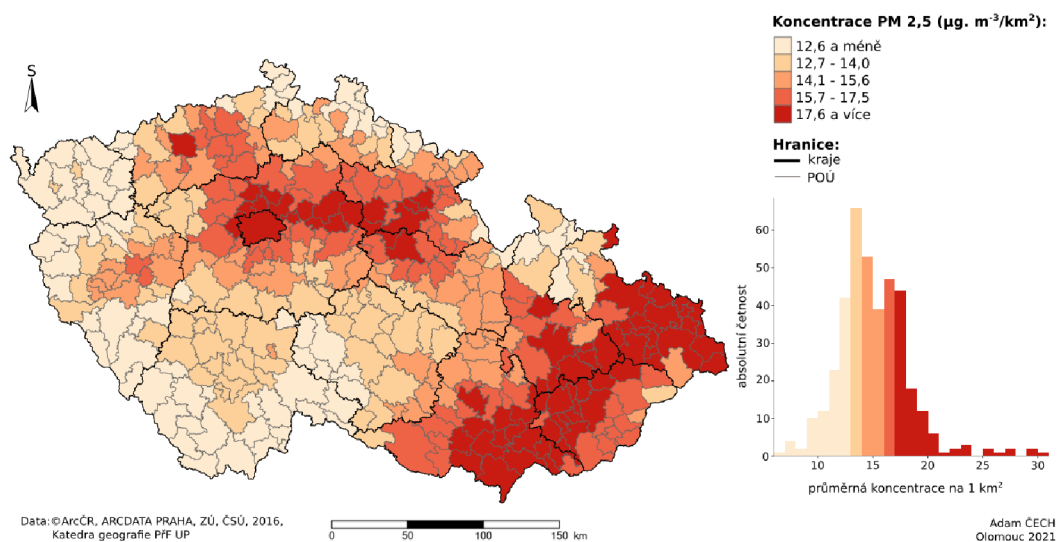 Koncentrace PM 2,5 (µg. m⁻³/km²):
12,6 a méně
12,7 - 14,0
14,1 - 15,6
15,7 - 17,5
17,6 a více
Hranice:
kraje
POÚ
S
absolutní četnost
60
50
40
30
20
10
0
10 15 20 25 30
průměrná koncentrace na 1 km²
Data:©ArcČR, ARCDATA PRAHA, ZÚ, ČSÚ, 2016,
Katedra geografie PřF UP
0 50 100 150 km
Adam ČECH
Olomouc 2021